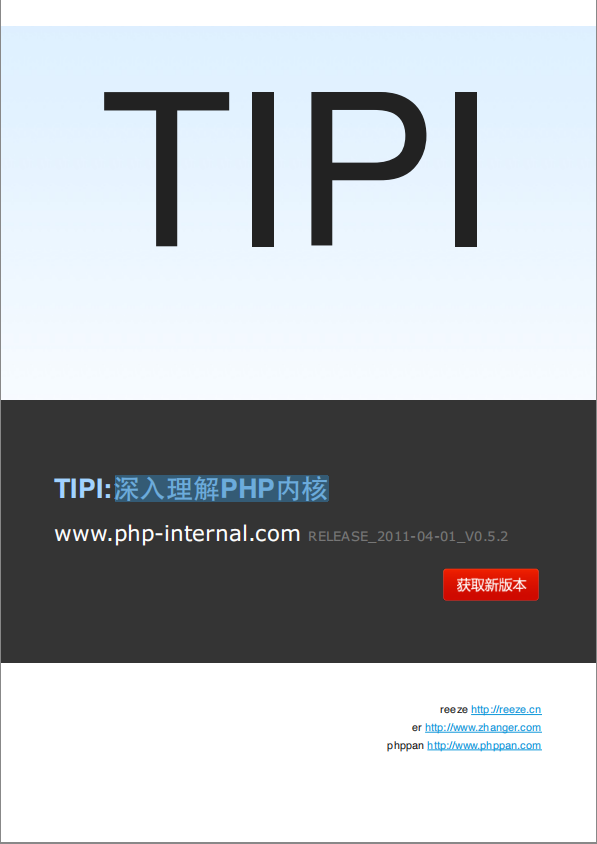 TIPI
TIPI:深入理解PHP内核
www.php-internal.com RELEASE_2011-04-01_V0.5.2
获取新版本
reeze http://reeze.cn
er http://www.zhanger.com
phppan http://www.phppan.com